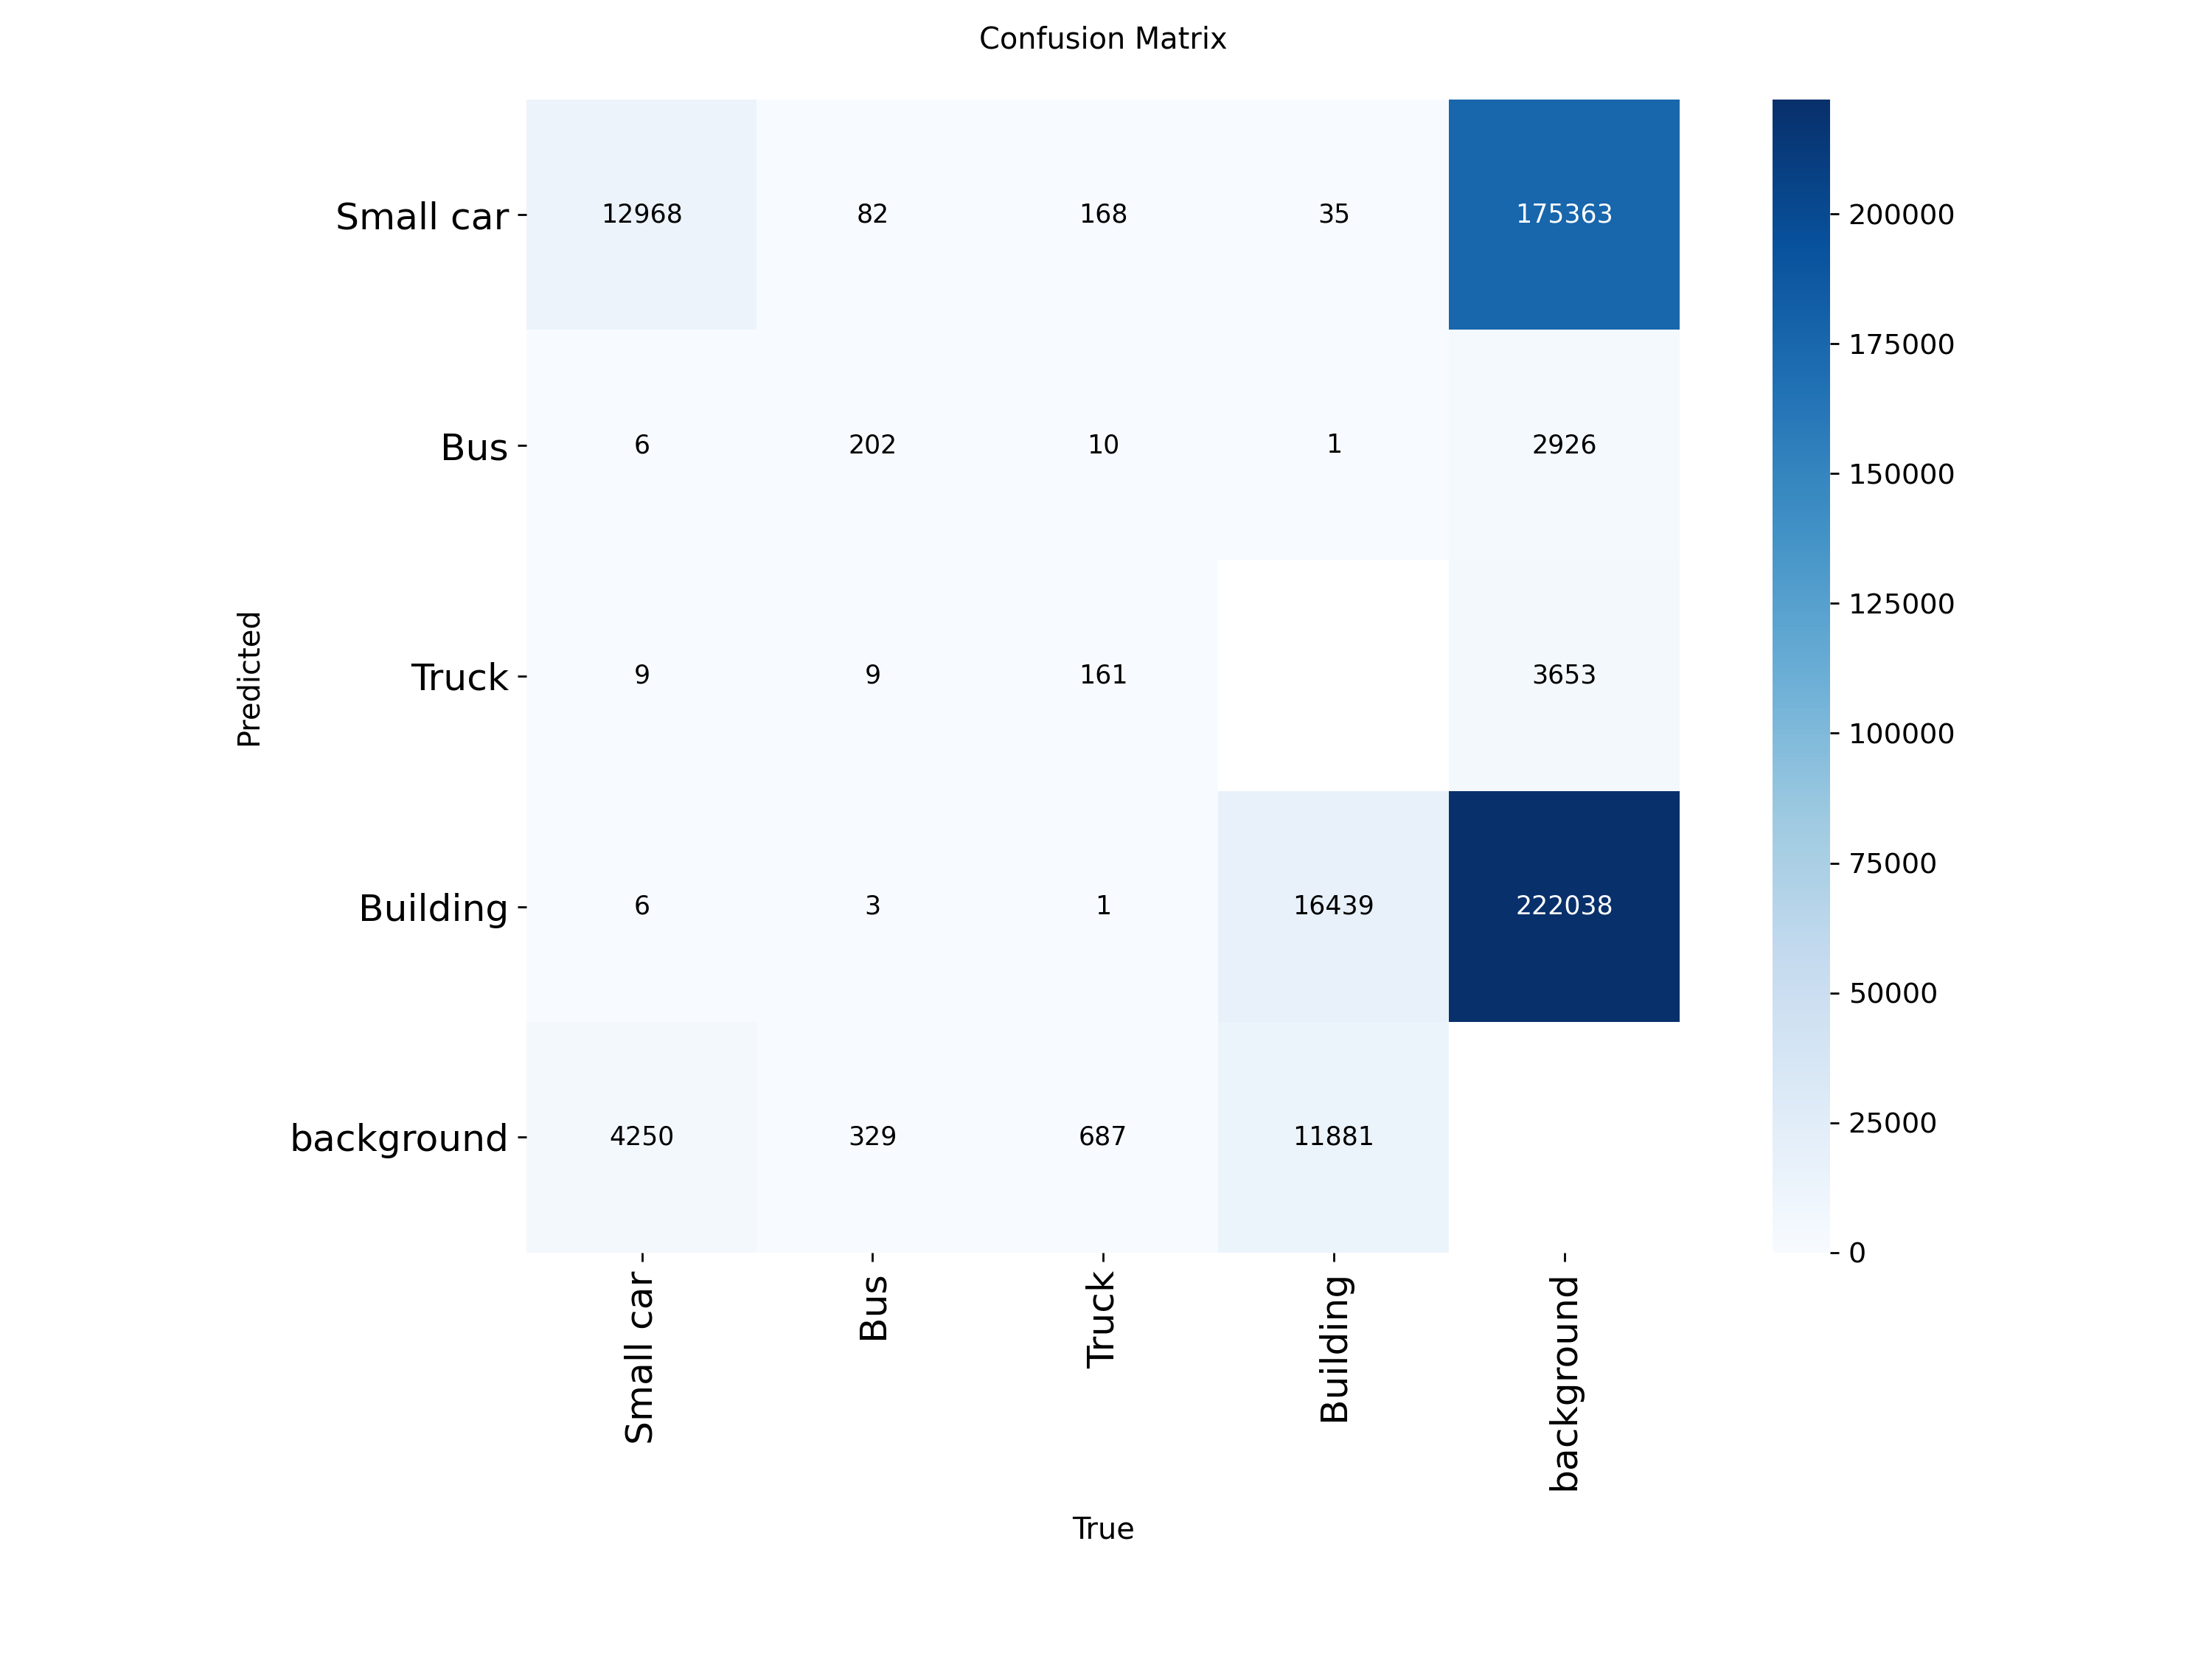 Confusion Matrix
Small car 12968 82 168 35 175363
Bus 6 202 10 1 2926
Truck 9 9 161 3653
Building 6 3 1 16439 222038
background 4250 329 687 11881
Predicted
Small car Bus Truck Building background
True
200000
175000
150000
125000
100000
75000
50000
25000
0